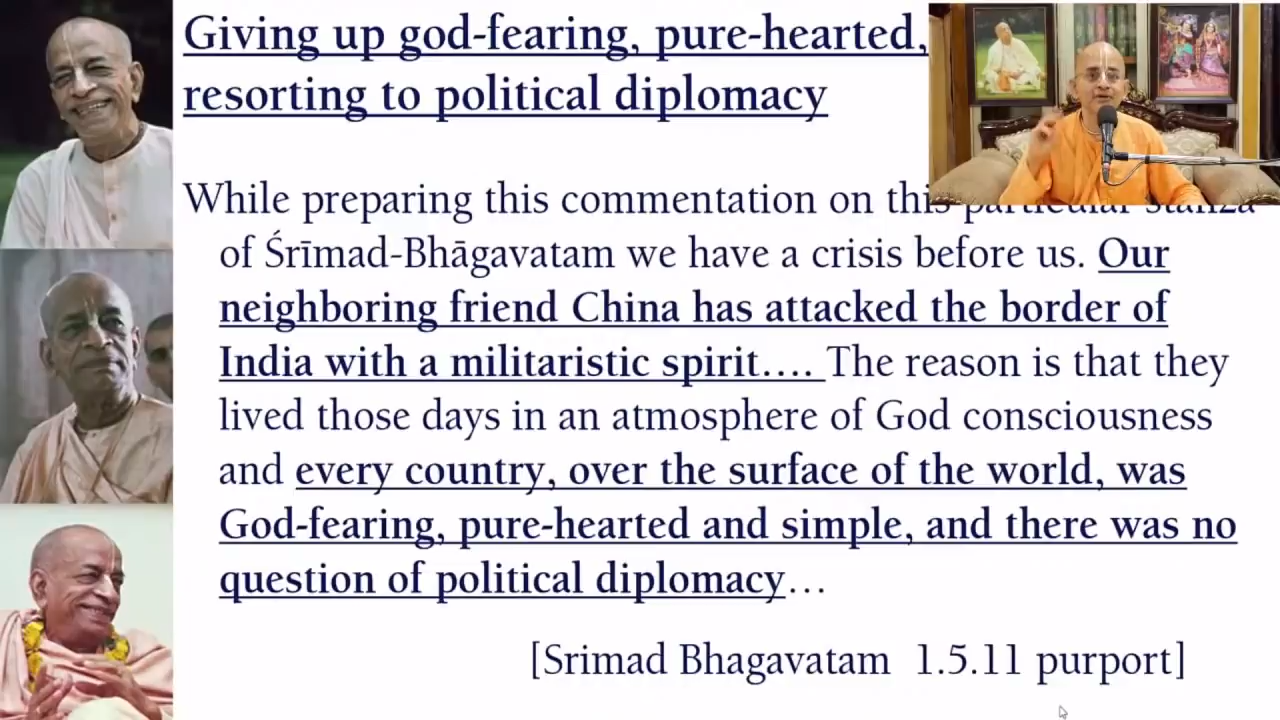 Giving up god-fearing, pure-hearted,
resorting to political diplomacy
While preparing this commentation on this particular stanza
of Śrīmad-Bhāgavatam we have a crisis before us. Our
neighboring friend China has attacked the border of
India with a militaristic spirit.... The reason is that they
lived those days in an atmosphere of God consciousness
and every country, over the surface of the world, was
God-fearing, pure-hearted and simple, and there was no
question of political diplomacy...
[Srimad Bhagavatam 1.5.11 purport]